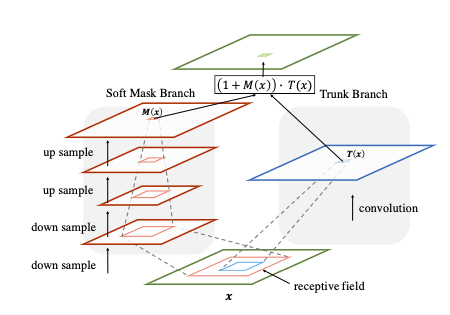 (1 + M(x)) · T(x)
Soft Mask Branch
Trunk Branch
M(x)
up sample
T(x)
up sample
convolution
down sample
down sample
receptive field
x